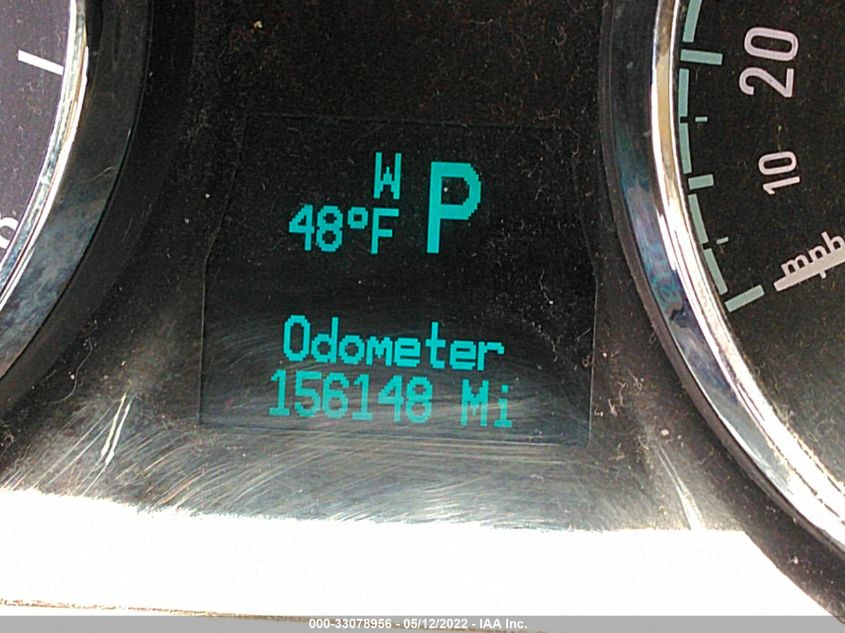 W P
48°F
Odometer
156148 Mi
20
10
mph
000-33078956 - 05/12/2022 - IAA Inc.